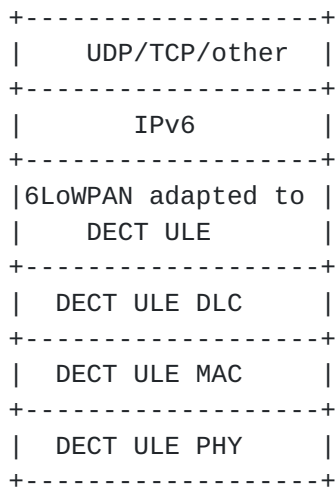 UDP/TCP/other
IPv6
6LoWPAN adapted to
DECT ULE
DECT ULE DLC
DECT ULE MAC
DECT ULE PHY